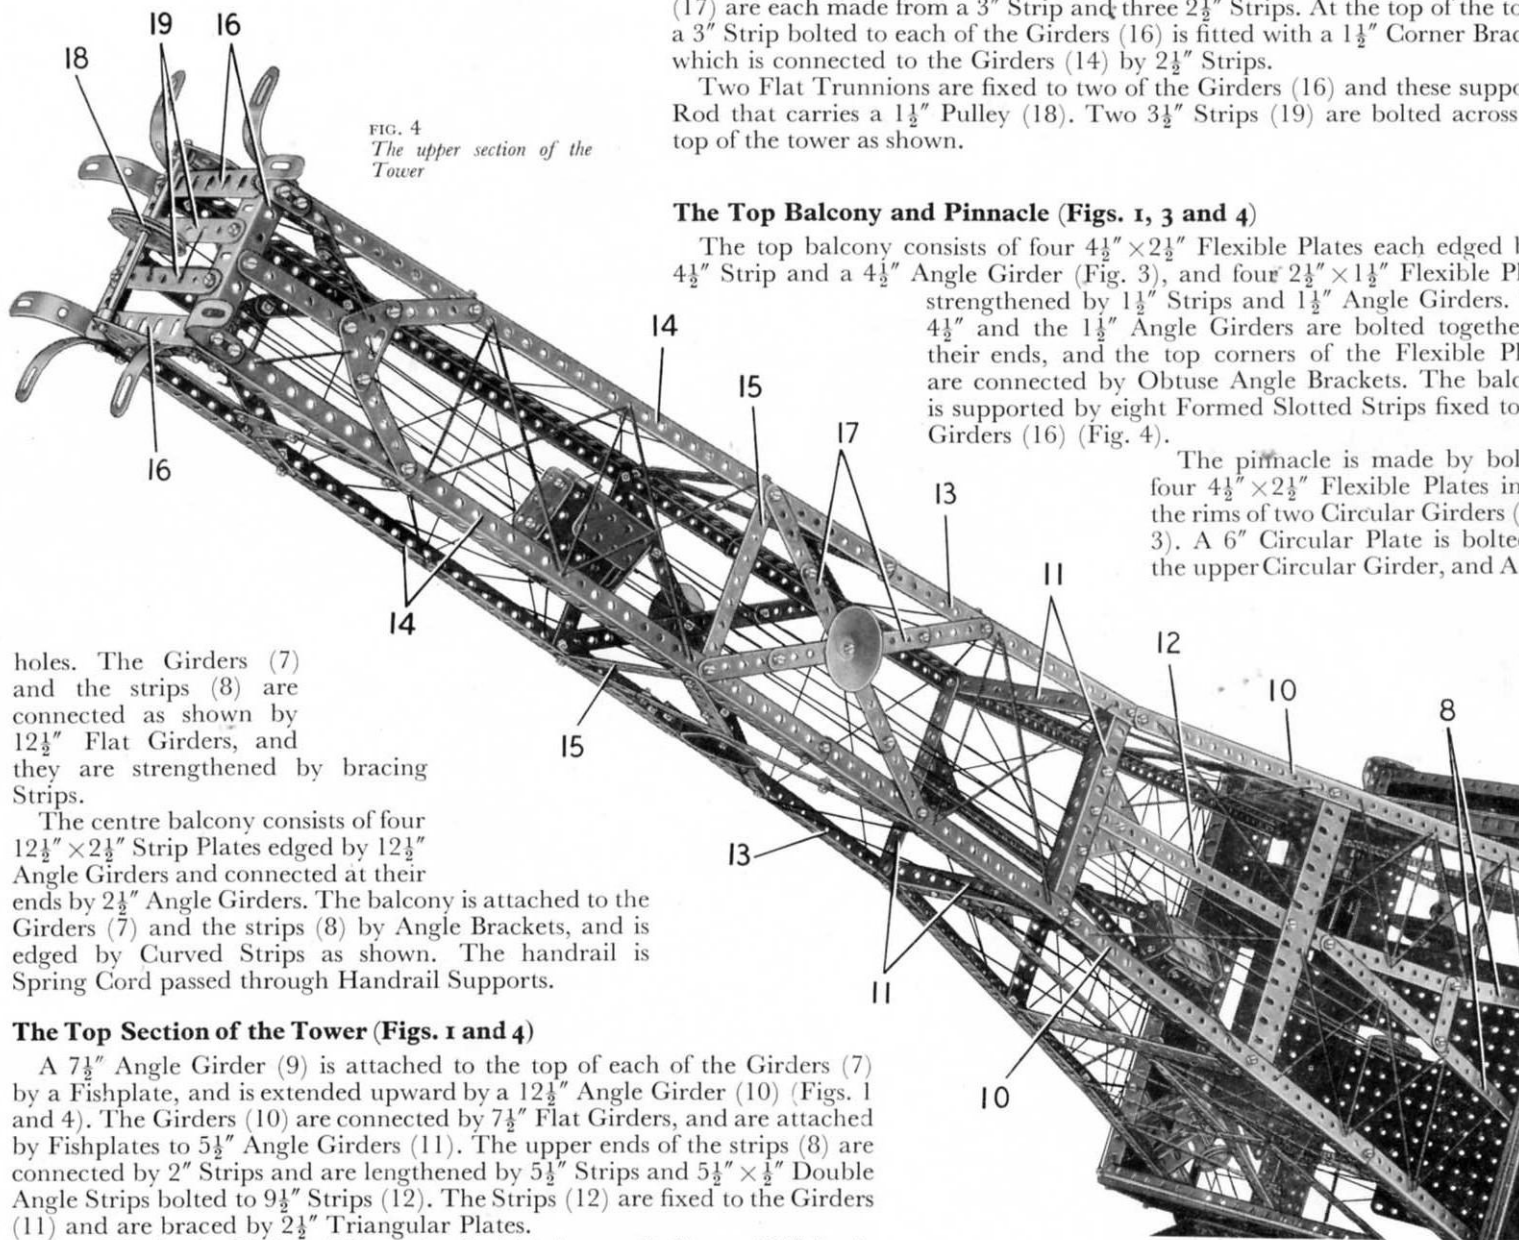 holes. The Girders (7)
and the strips (8) are
connected as shown by
12½″ Flat Girders, and
they are strengthened by bracing
Strips.
The centre balcony consists of four
12½″ × 2½″ Strip Plates edged by 12½″
Angle Girders and connected at their
ends by 2½″ Angle Girders. The balcony is attached to the
Girders (7) and the strips (8) by Angle Brackets, and is
edged by Curved Strips as shown. The handrail is
Spring Cord passed through Handrail Supports.
The Top Section of the Tower (Figs. 1 and 4)
A 7½″ Angle Girder (9) is attached to the top of each of the Girders (7)
by a Fishplate, and is extended upward by a 12½″ Angle Girder (10) (Figs. 1
and 4). The Girders (10) are connected by 7½″ Flat Girders, and are attached
by Fishplates to 5½″ Angle Girders (11). The upper ends of the strips (8) are
connected by 2″ Strips and are lengthened by 5½″ Strips and 5½″ × ½″ Double
Angle Strips bolted to 9½″ Strips (12). The Strips (12) are fixed to the Girders
(11) and are braced by 2½″ Triangular Plates.
(17) are each made from a 3″ Strip and three 2½″ Strips. At the top of the
a 3″ Strip bolted to each of the Girders (16) is fitted with a 1½″ Corner
which is connected to the Girders (14) by 2½″ Strips.
Two Flat Trunnions are fixed to two of the Girders (16) and these
Rod that carries a 1½″ Pulley (18). Two 3½″ Strips (19) are bolted across
top of the tower as shown.
The Top Balcony and Pinnacle (Figs. 1, 3 and 4)
The top balcony consists of four 4½″ × 2½″ Flexible Plates each edged
4½″ Strip and a 4½″ Angle Girder (Fig. 3), and four 2½″ × 1½″ Flexible
strengthened by 1½″ Strips and 1½″ Angle Girders.
4½″ and the 1½″ Angle Girders are bolted
their ends, and the top corners of the Flexible
are connected by Obtuse Angle Brackets. The
is supported by eight Formed Slotted Strips fixed to
Girders (16) (Fig. 4).
The pinnacle is made by
four 4½″ × 2½″ Flexible Plates
the rims of two Circular Girders
3). A 6″ Circular Plate is
the upper Circular Girder, and
FIG. 4
The upper section of the
Tower
18
19
16
16
14
15
17
13
11
12
10
8
14
15
13
11
10